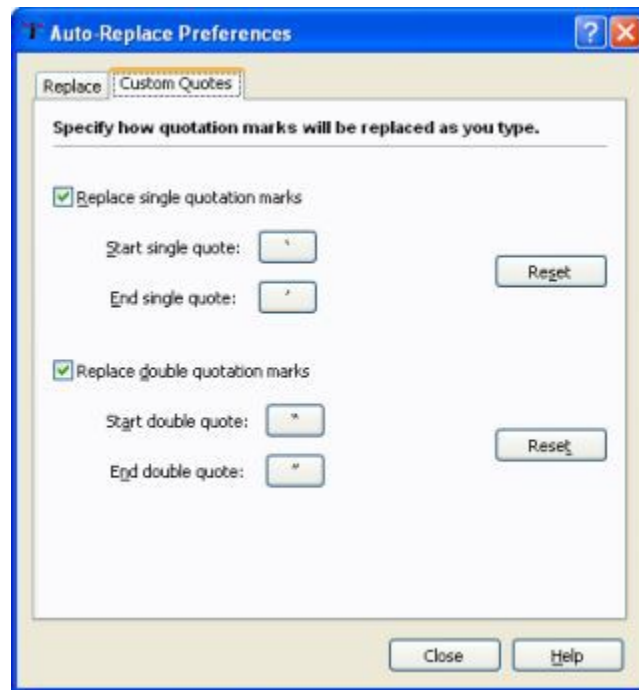 Auto-Replace Preferences
Replace Custom Quotes
Specify how quotation marks will be replaced as you type.
Replace single quotation marks
Start single quote: ‘
Reset
End single quote: ’
Replace double quotation marks
Start double quote: “
Reset
End double quote: ”
Close Help